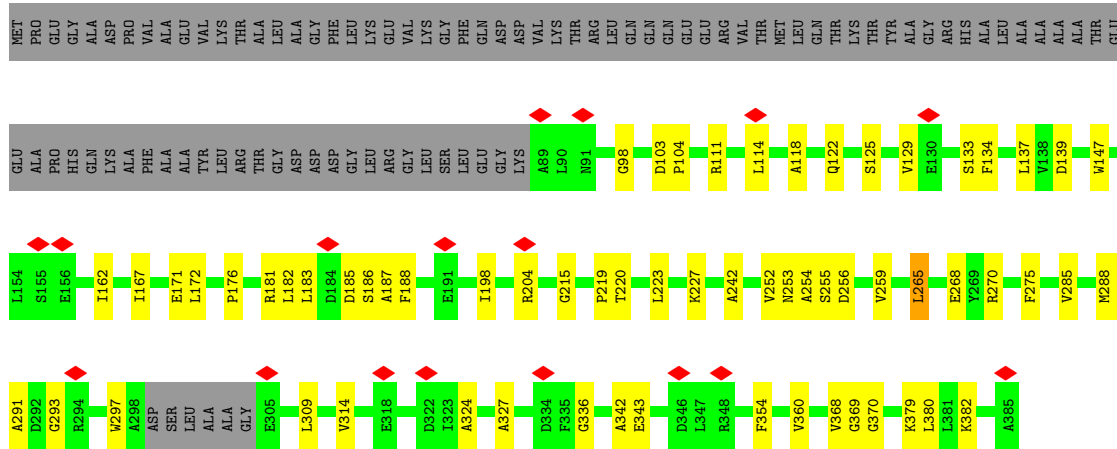 MET PRO GLU GLY ALA ASP PRO VAL ALA GLU VAL LYS THR ALA LEU ALA GLY PHE LEU LYS GLU VAL LYS GLY PHE GLN ASP ASP VAL LYS THR ARG LEU GLN GLN GLN GLU GLU ARG VAL THR MET LEU GLN THR LYS THR TYR ALA GLY ARG HIS ALA LEU ALA ALA ALA ALA THR GLU
GLU ALA PRO HIS GLN LYS ALA PHE ALA ALA TYR LEU ARG THR GLY ASP ASP ASP GLY LEU ARG GLY LEU SER LEU GLU GLY LYS A89 L90 N91 G98 D103 P104 R111 L114 A118 Q122 S125 V129 E130 S133 F134 L137 V138 D139 W147
L154 S155 E156 I162 I167 E171 L172 P176 R181 L182 L183 D184 D185 S186 A187 F188 E191 I198 R204 G215 P219 T220 L223 K227 A242 V252 N253 A254 S255 D256 V259 L265 E268 Y269 R270 F275 V285 M288
A291 D292 G293 R294 W297 A298 ASP SER LEU ALA ALA GLY E305 L309 V314 E318 D322 I323 A324 A327 D334 F335 G336 A342 E343 D346 L347 R348 F354 V360 V368 G369 G370 K379 L380 L381 K382 A385